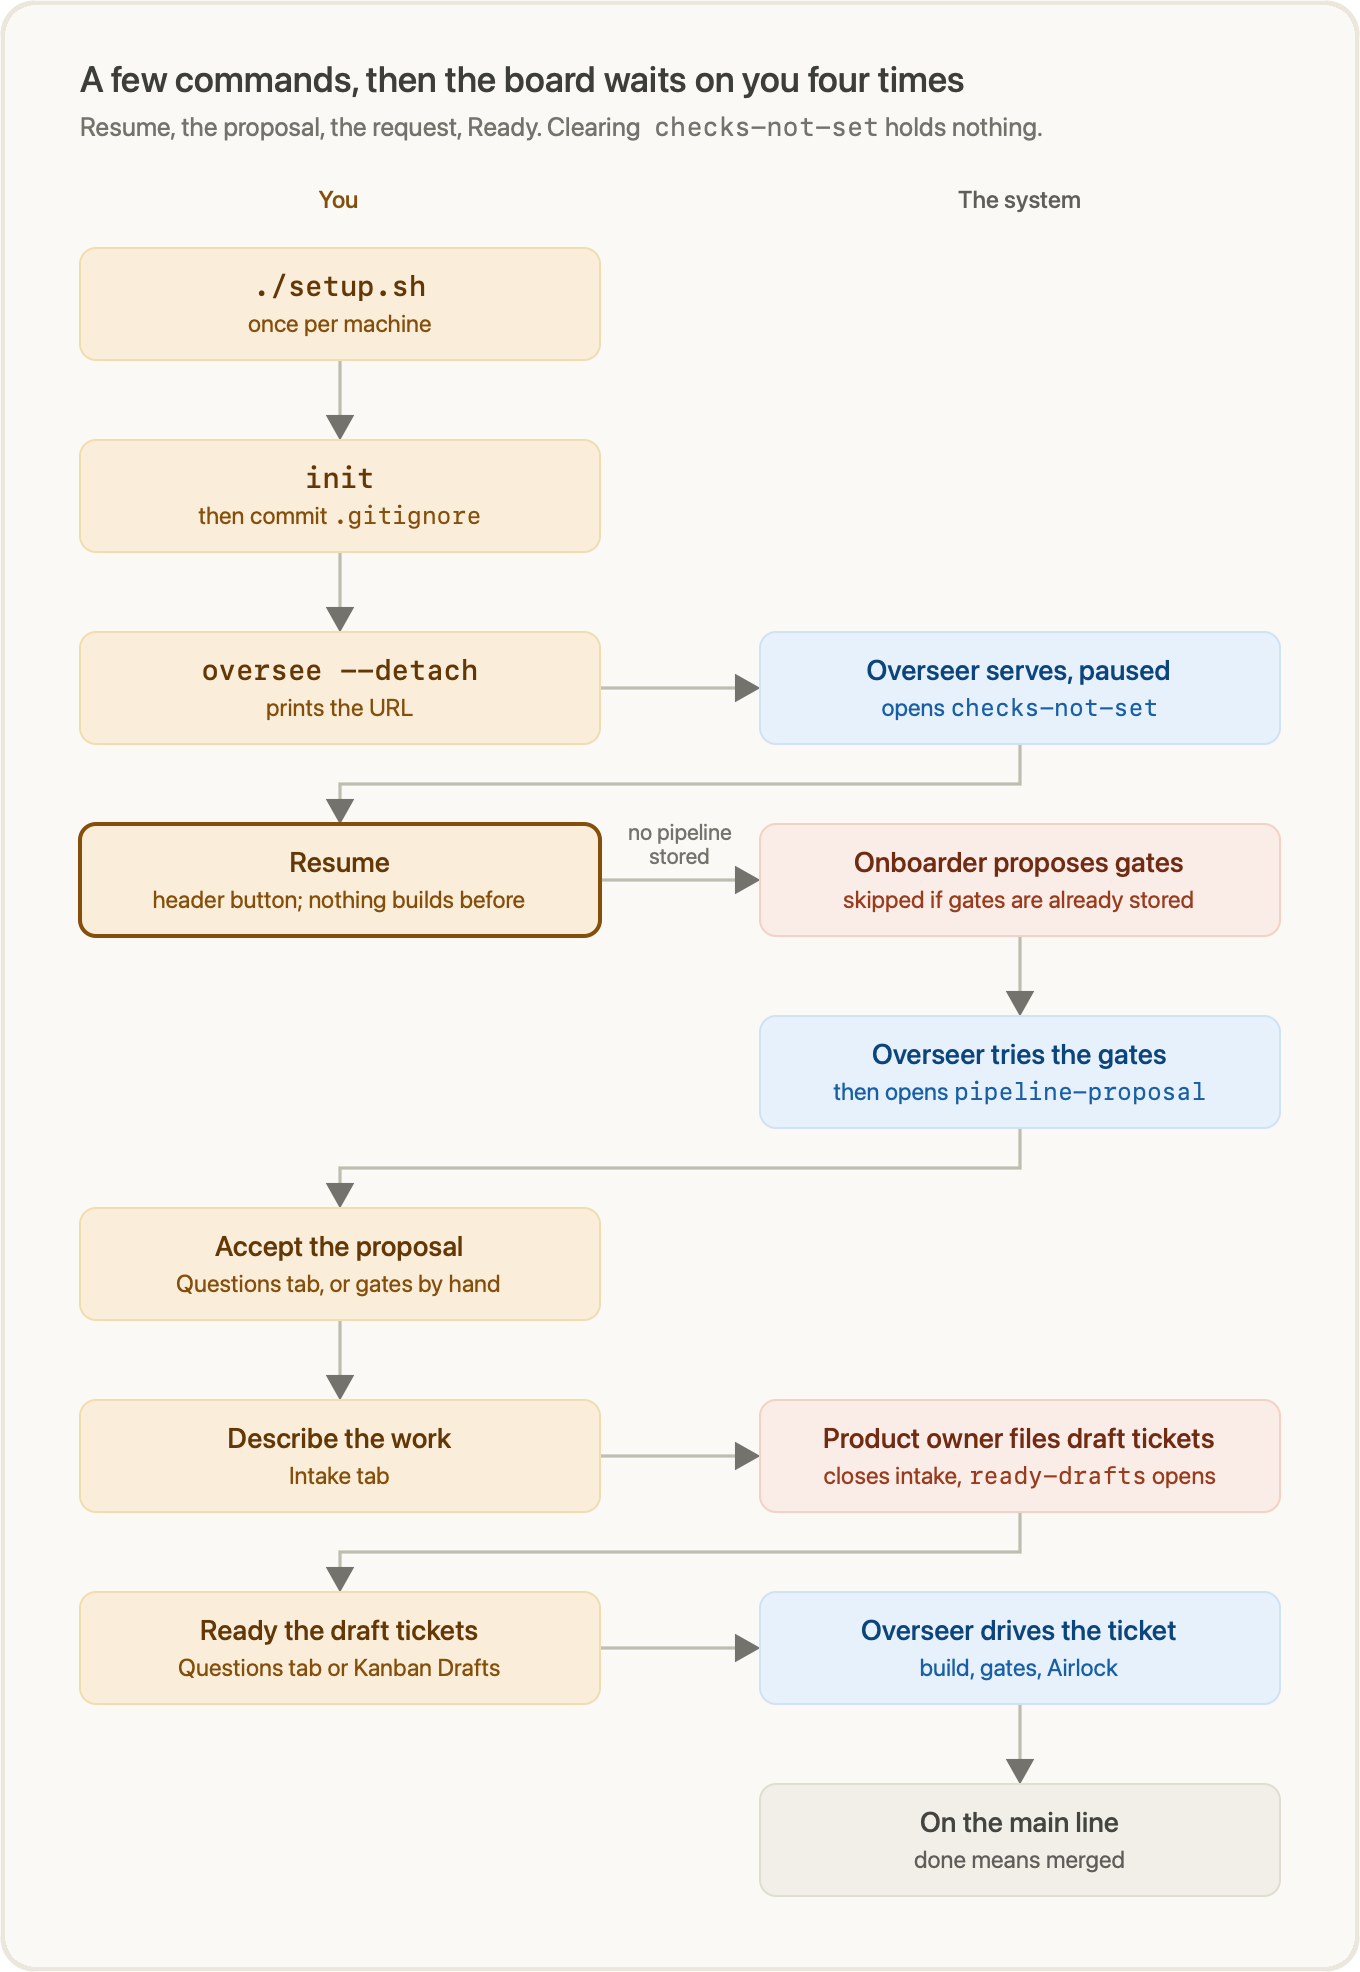 A few commands, then the board waits on you four times
Resume, the proposal, the request, Ready. Clearing checks-not-set holds nothing.
You
The system
./setup.sh
once per machine
init
then commit .gitignore
oversee --detach
prints the URL
Overseer serves, paused
opens checks-not-set
Resume
header button; nothing builds before
no pipeline
stored
Onboarder proposes gates
skipped if gates are already stored
Overseer tries the gates
then opens pipeline-proposal
Accept the proposal
Questions tab, or gates by hand
Describe the work
Intake tab
Product owner files draft tickets
closes intake, ready-drafts opens
Ready the draft tickets
Questions tab or Kanban Drafts
Overseer drives the ticket
build, gates, Airlock
On the main line
done means merged